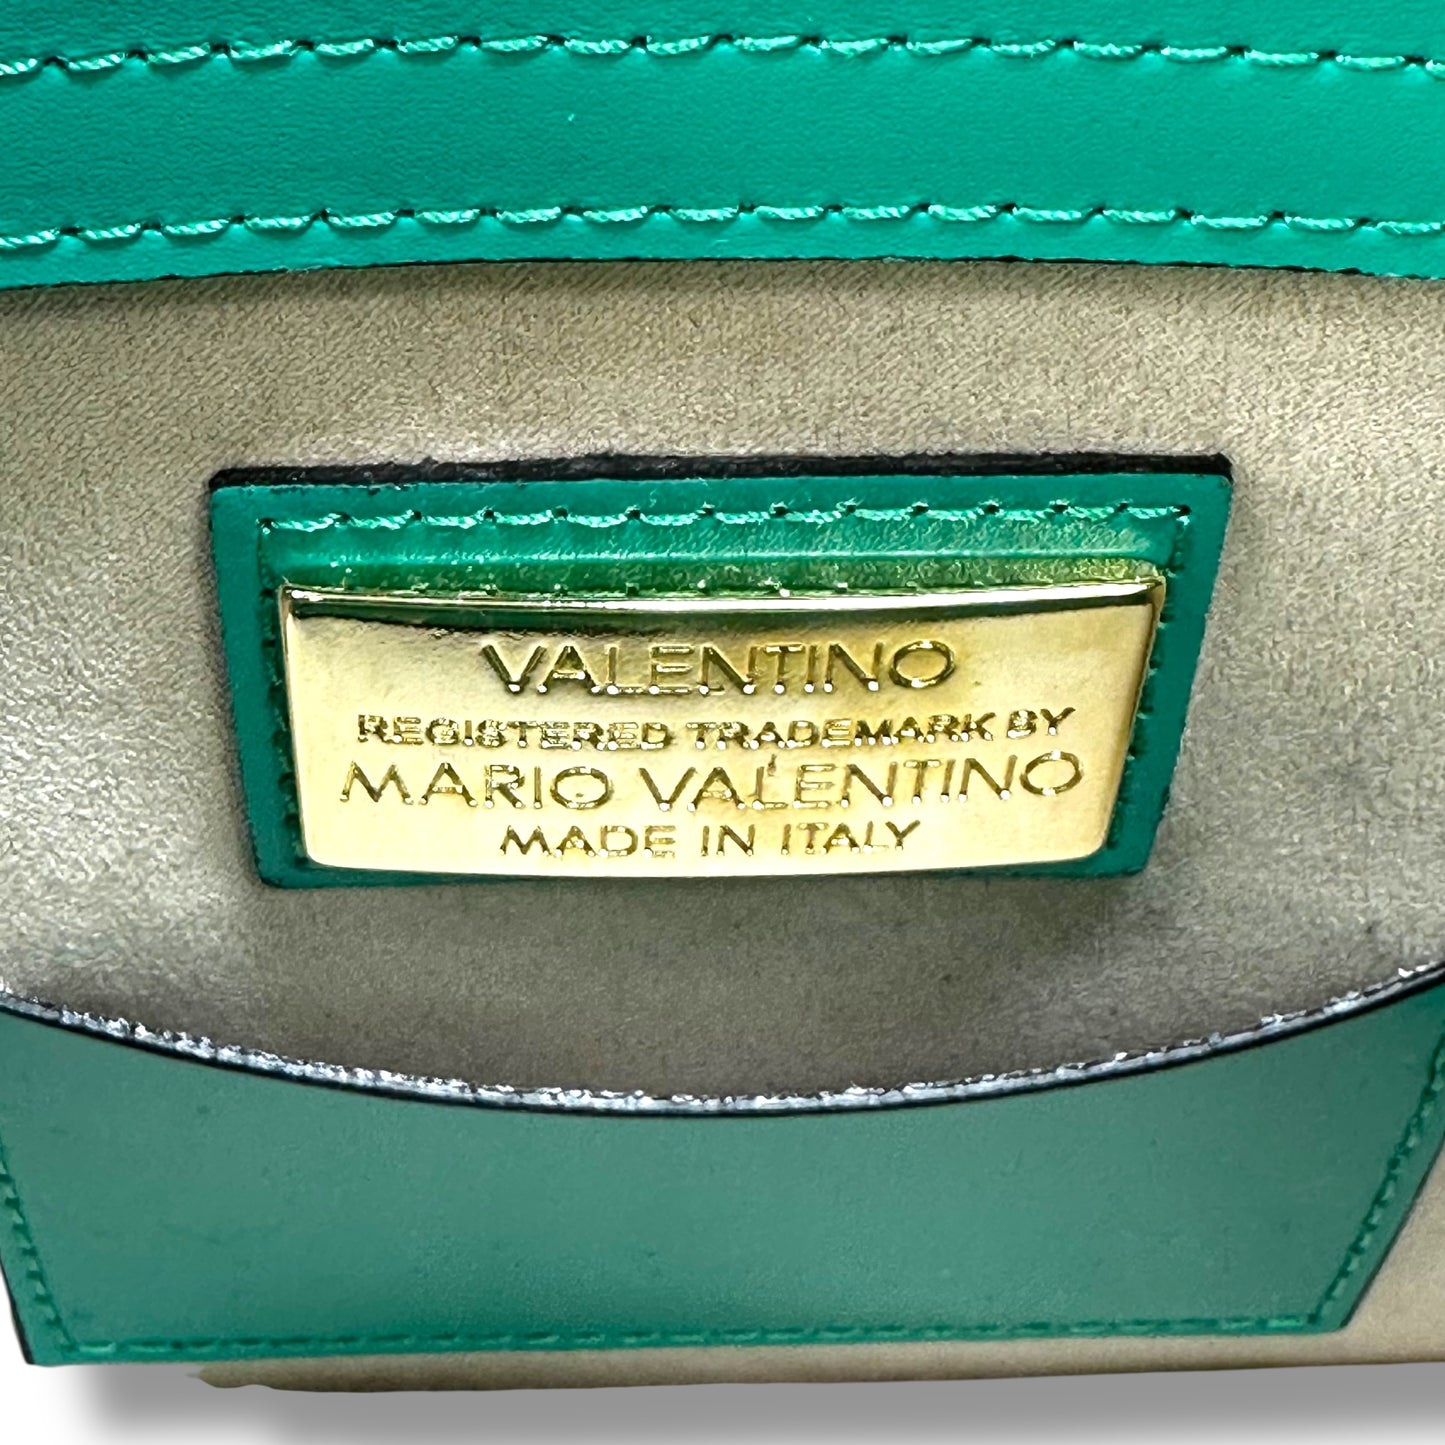 VALENTINO
REGISTERED TRADEMARK BY
MARIO VALENTINO
MADE IN ITALY